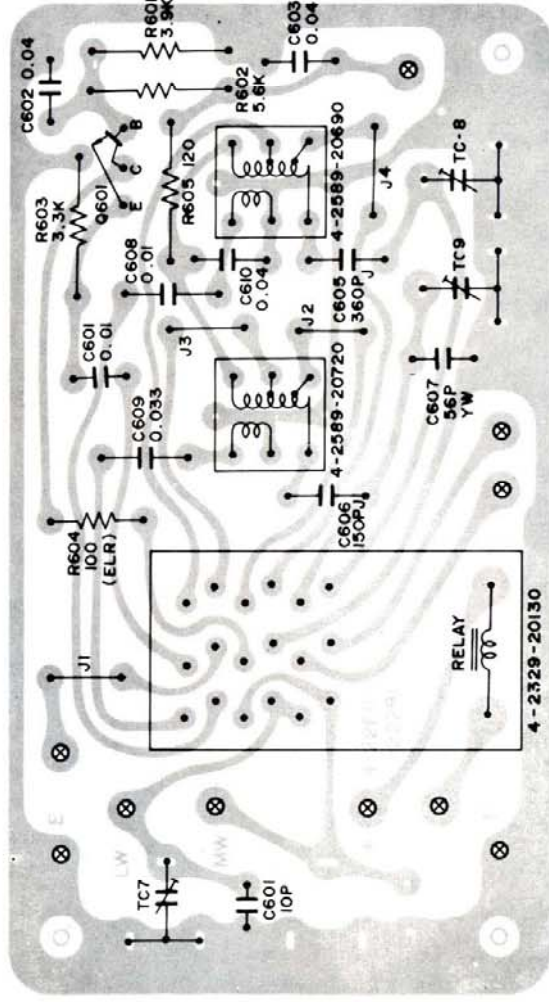 R601
3.9K
C602 0.04
C603
0.04
R602
5.6K
R603
3.3K
Q601
B
C
E
R605
120
4-2589-20690
J4
TC-8
C608
0.01
C610
0.04
C605
360P J
TC9
J3
J2
C601
0.01
C609
0.033
4-2589-20720
C607
56P
YW
C606
150PJ
R604
100
(ELR)
J1
RELAY
4-2329-20130
E
LW
MW
TC7
C601
10P